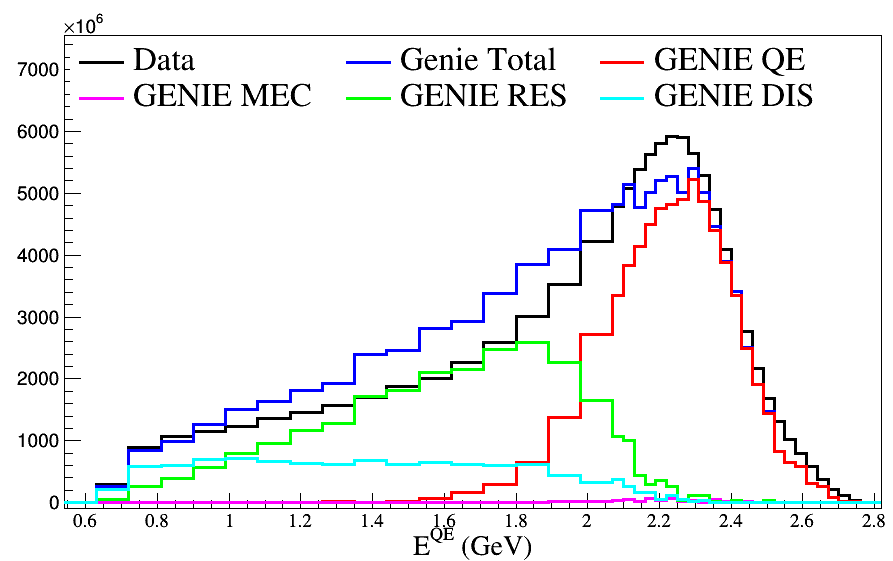 ×10⁶
Data Genie Total GENIE QE
GENIE MEC GENIE RES GENIE DIS
7000
6000
5000
4000
3000
2000
1000
0
0.6 0.8 1 1.2 1.4 1.6 1.8 2 2.2 2.4 2.6 2.8
E^QE (GeV)